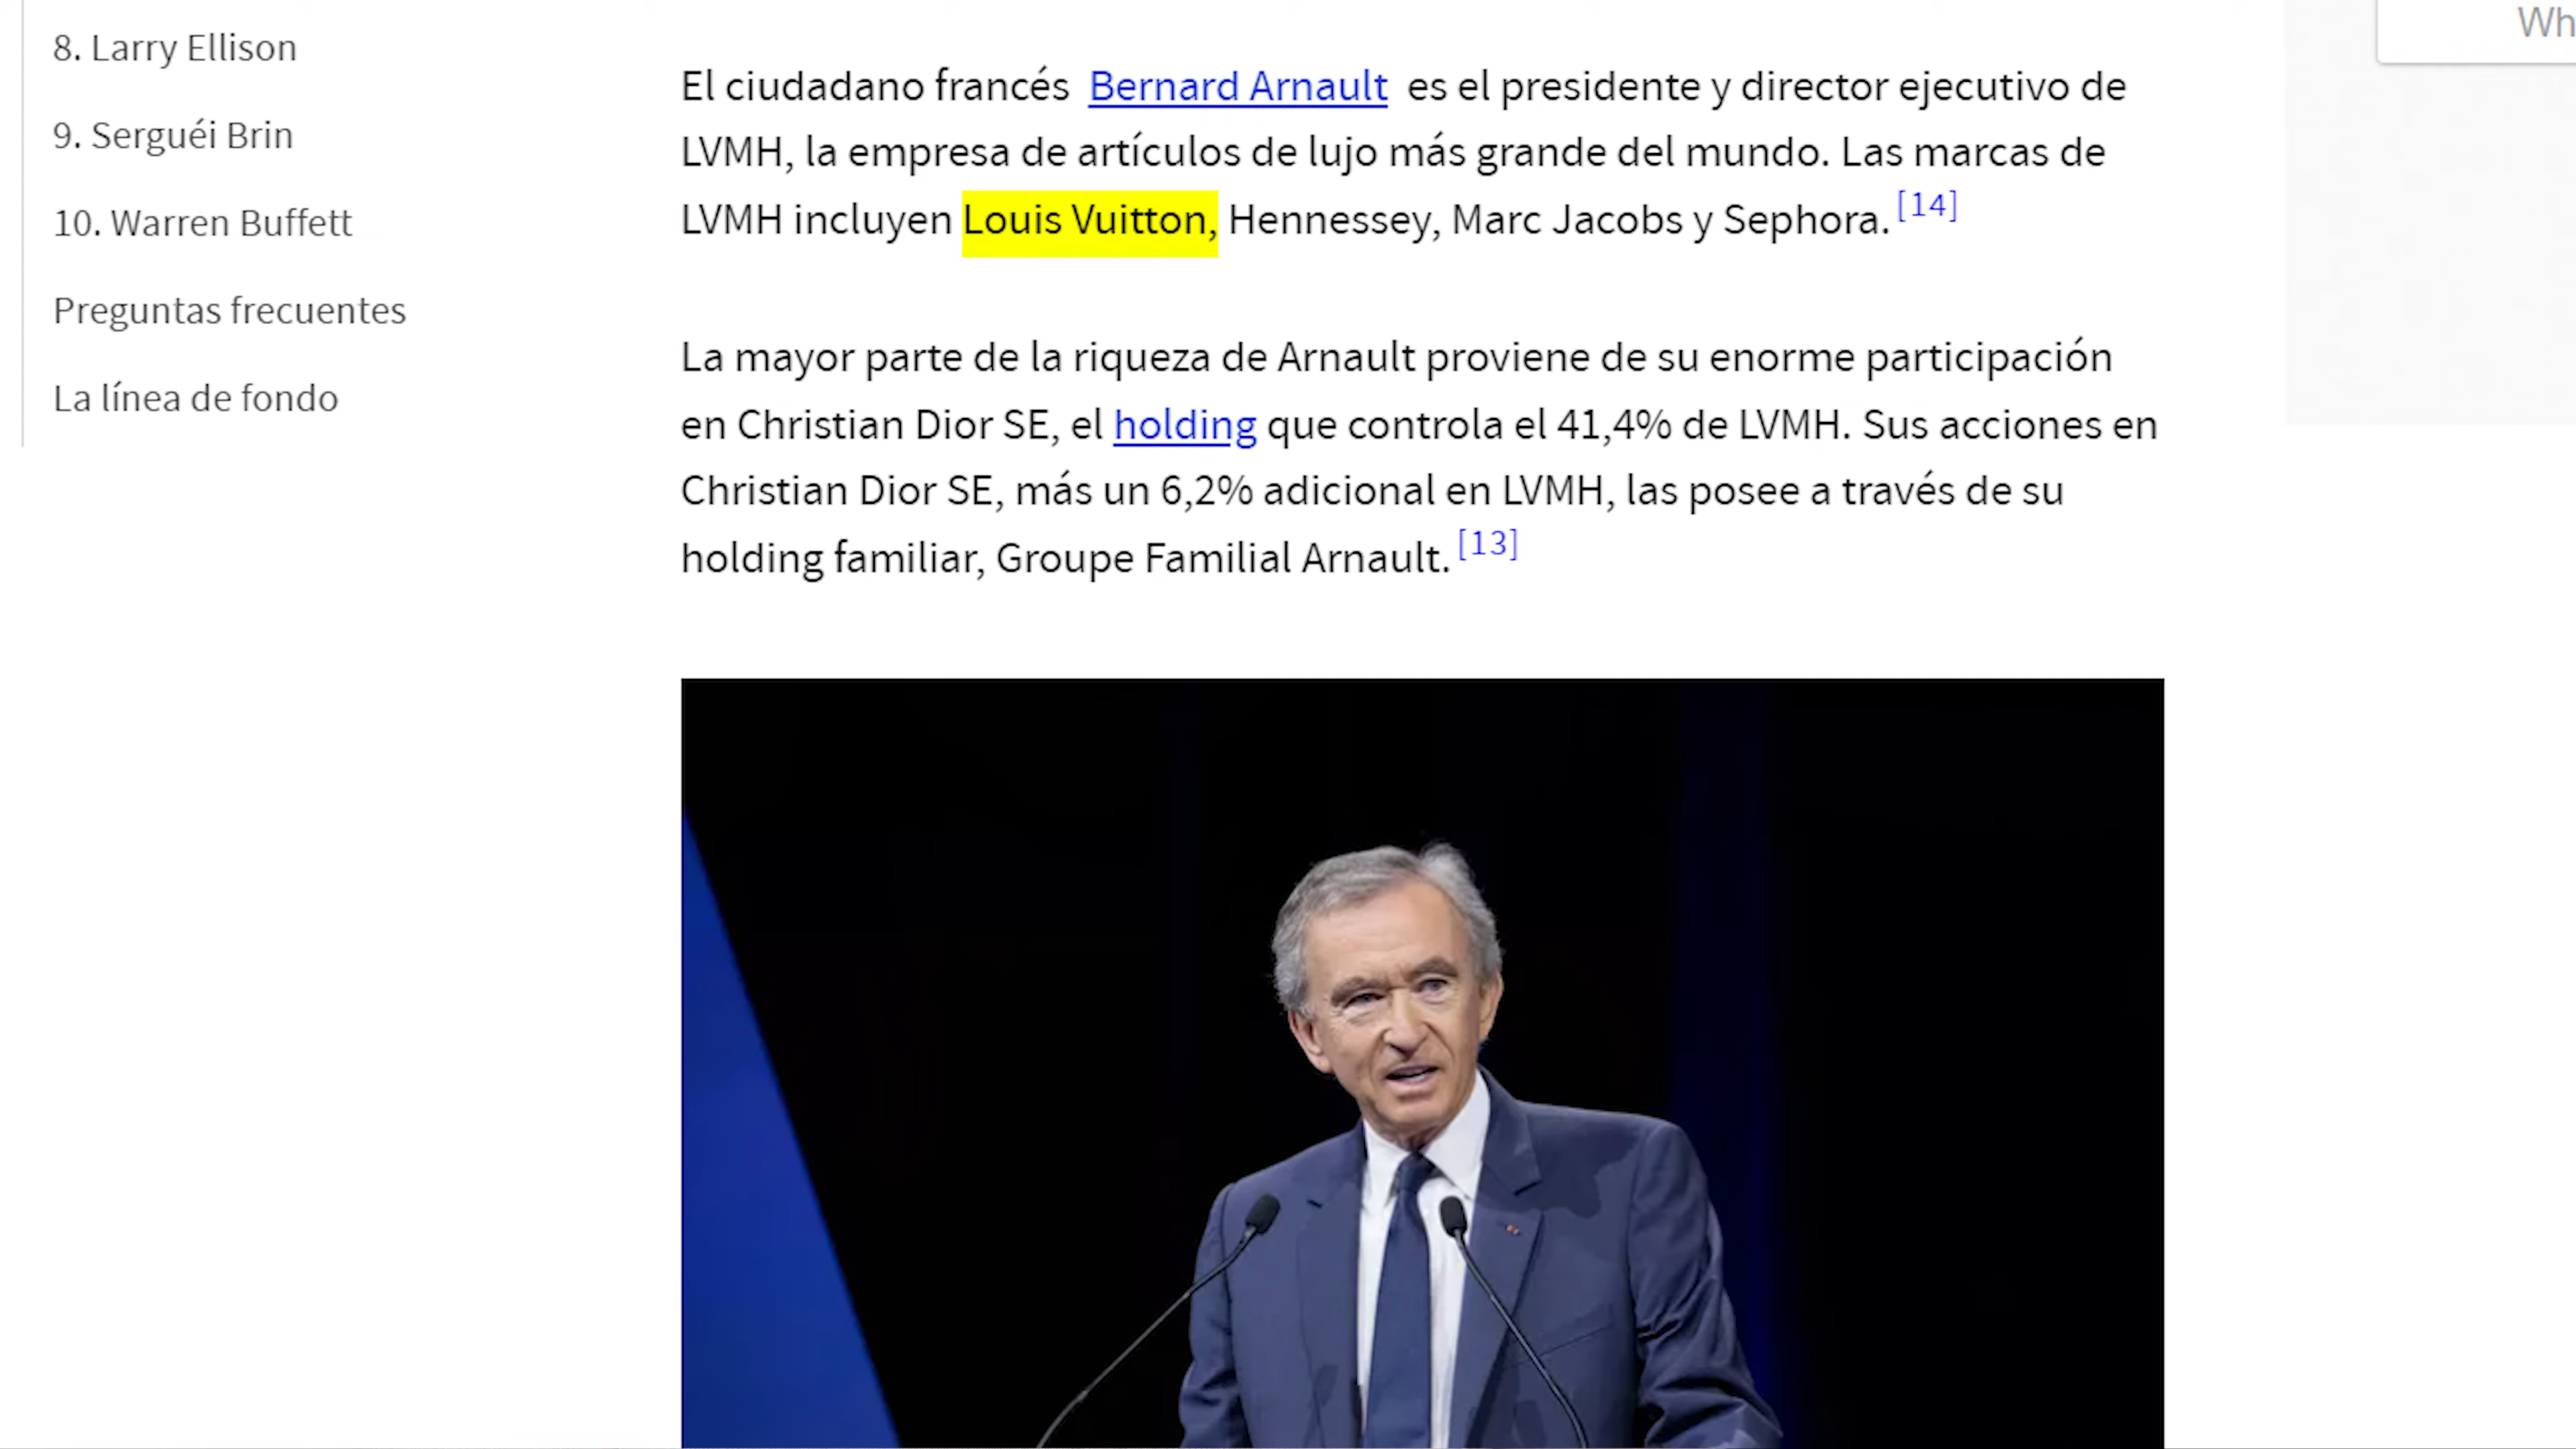 8. Larry Ellison
9. Serguéi Brin
10. Warren Buffett
Preguntas frecuentes
La línea de fondo
Wh
El ciudadano francés Bernard Arnault es el presidente y director ejecutivo de
LVMH, la empresa de artículos de lujo más grande del mundo. Las marcas de
LVMH incluyen Louis Vuitton, Hennessey, Marc Jacobs y Sephora. [14]
La mayor parte de la riqueza de Arnault proviene de su enorme participación
en Christian Dior SE, el holding que controla el 41,4% de LVMH. Sus acciones en
Christian Dior SE, más un 6,2% adicional en LVMH, las posee a través de su
holding familiar, Groupe Familial Arnault. [13]